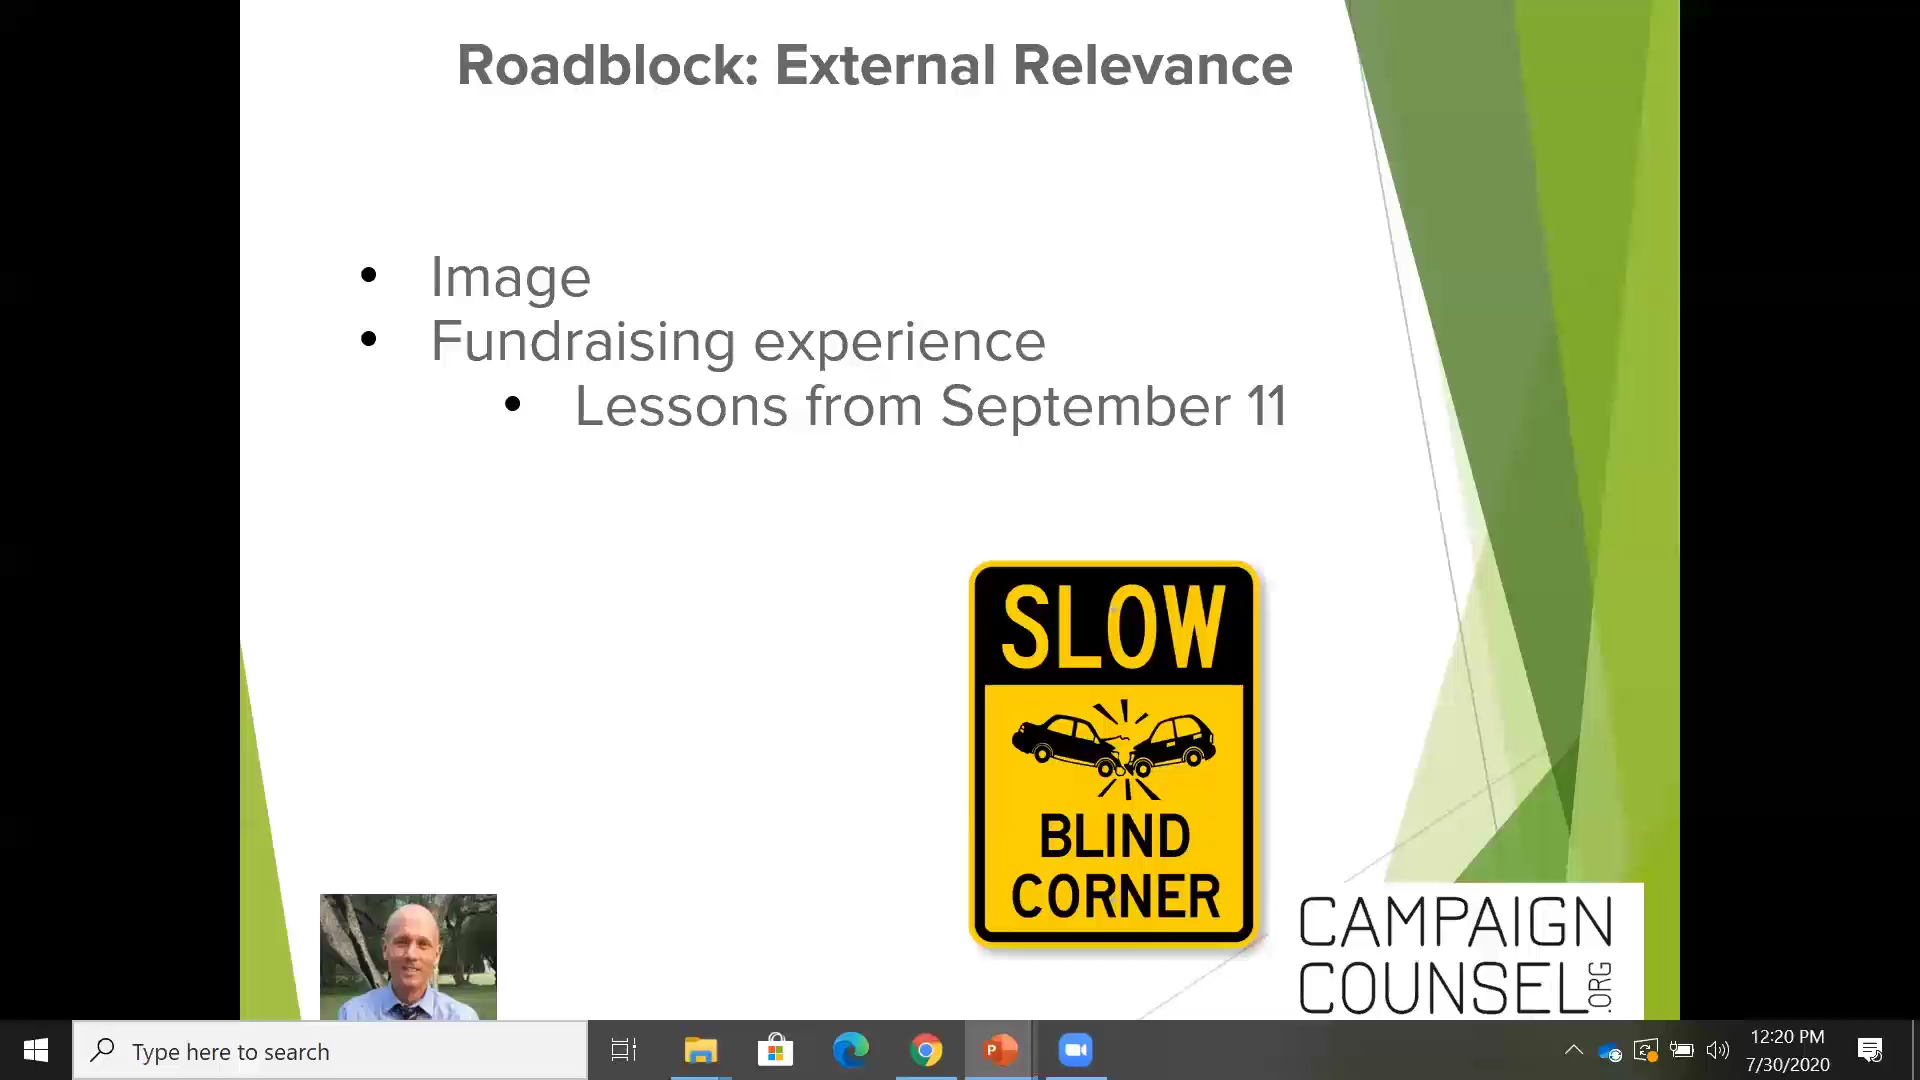 Roadblock: External Relevance
• Image
• Fundraising experience
• Lessons from September 11
SLOW
BLIND
CORNER
CAMPAIGN
COUNSEL.ORG
Type here to search
12:20 PM
7/30/2020